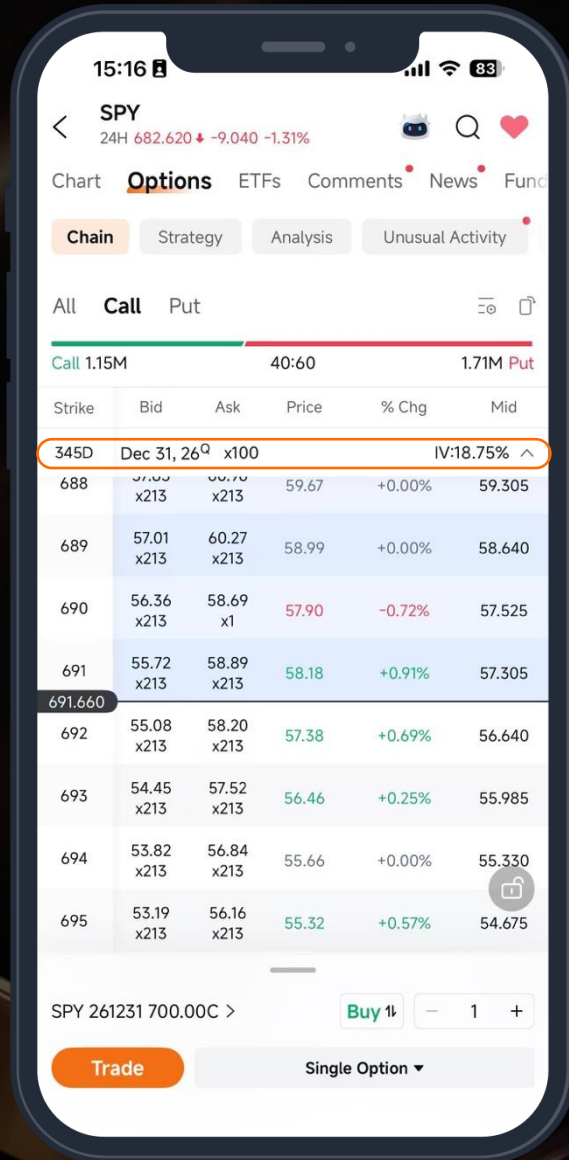 15:16 83
SPY
24H 682.620 -9.040 -1.31%
Chart Options ETFs Comments News Fund
Chain Strategy Analysis Unusual Activity
All Call Put
Call 1.15M 40:60 1.71M Put
Strike Bid Ask Price % Chg Mid
345D Dec 31, 26Q x100 IV:18.75%
688 59.67 +0.00% 59.305
x213 x213
689 57.01 60.27 58.99 +0.00% 58.640
x213 x213
690 56.36 58.69 57.90 -0.72% 57.525
x213 x1
691 55.72 58.89 58.18 +0.91% 57.305
x213 x213
691.660
692 55.08 58.20 57.38 +0.69% 56.640
x213 x213
693 54.45 57.52 56.46 +0.25% 55.985
x213 x213
694 53.82 56.84 55.66 +0.00% 55.330
x213 x213
695 53.19 56.16 55.32 +0.57% 54.675
x213 x213
SPY 261231 700.00C > Buy − 1 +
Trade Single Option